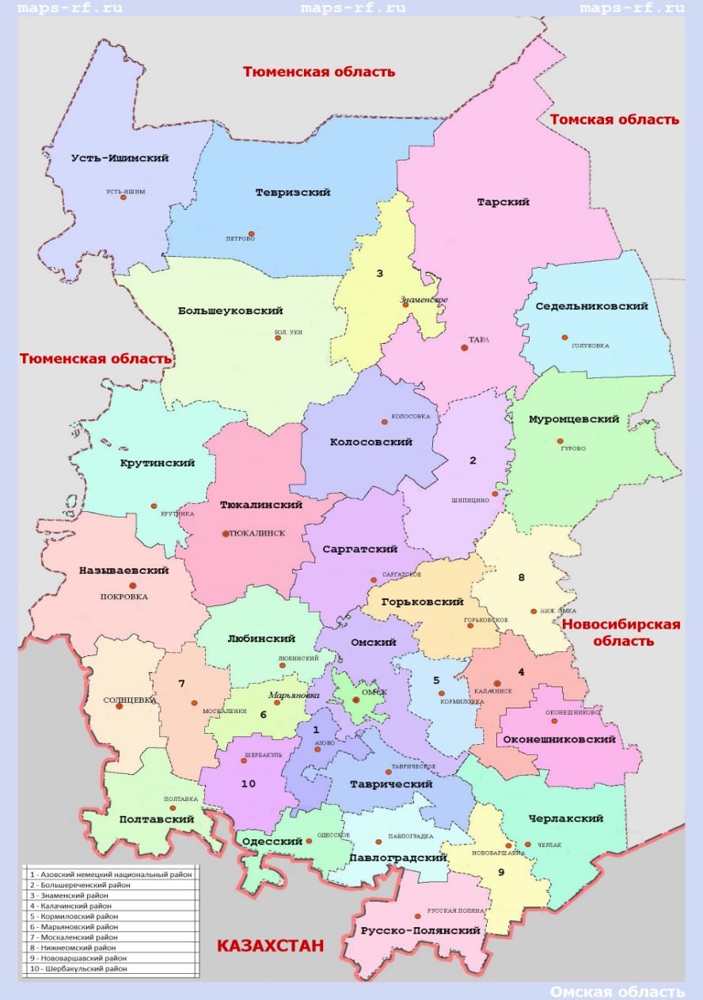 maps-rf.ru maps-rf.ru maps-rf.ru
Тюменская область
Томская область
Усть-Ишимский
УСТЬ-ИШИМ
Тевризский
ПЕТРОВО
Тарский
3
Знаменское
Большеуковский
БОЛ. УКИ
Седельниковский
ТАРА
ГОЛУБОВКА
Тюменская область
КОЛОСОВКА
Колосовский
Муромцевский
ГУРОВО
Крутинский
2
ШИПИЦИНО
КРУТИНКА
Тюкалинский
ТЮКАЛИНСК
Саргатский
САРГАТСКОЕ
Называевский
ПОКРОВКА
8
НИЖ. ОМКА
Горьковский
ГОРЬКОВСКОЕ
Новосибирская
область
Любинский
ЛЮБИНСКИЙ
Омский
ОМСК
5
КОРМИЛОВКА
4
КАЛАЧИНСК
7
МОСКАЛЕНКИ
СОЛНЦЕВКА
Марьяновка
6
ОКОНЕШНИКОВО
Оконешниковский
1
АЗОВО
ШЕРБАКУЛЬ
10
ТАВРИЧЕСКОЕ
Таврический
ПОЛТАВКА
Полтавский
Одесский
ОДЕССКОЕ
ПАВЛОГРАДКА
Павлоградский
Черлакский
ЧЕРЛАК
НОВОВАРШАВКА
9
РУССКАЯ ПОЛЯНА
Русско-Полянский
КАЗАХСТАН
1 - Азовский немецкий национальный район
2 - Большереченский район
3 - Знаменский район
4 - Калачинский район
5 - Кормиловский район
6 - Марьяновский район
7 - Москаленский район
8 - Нижнеомский район
9 - Нововаршавский район
10 - Шербакульский район
Омская область